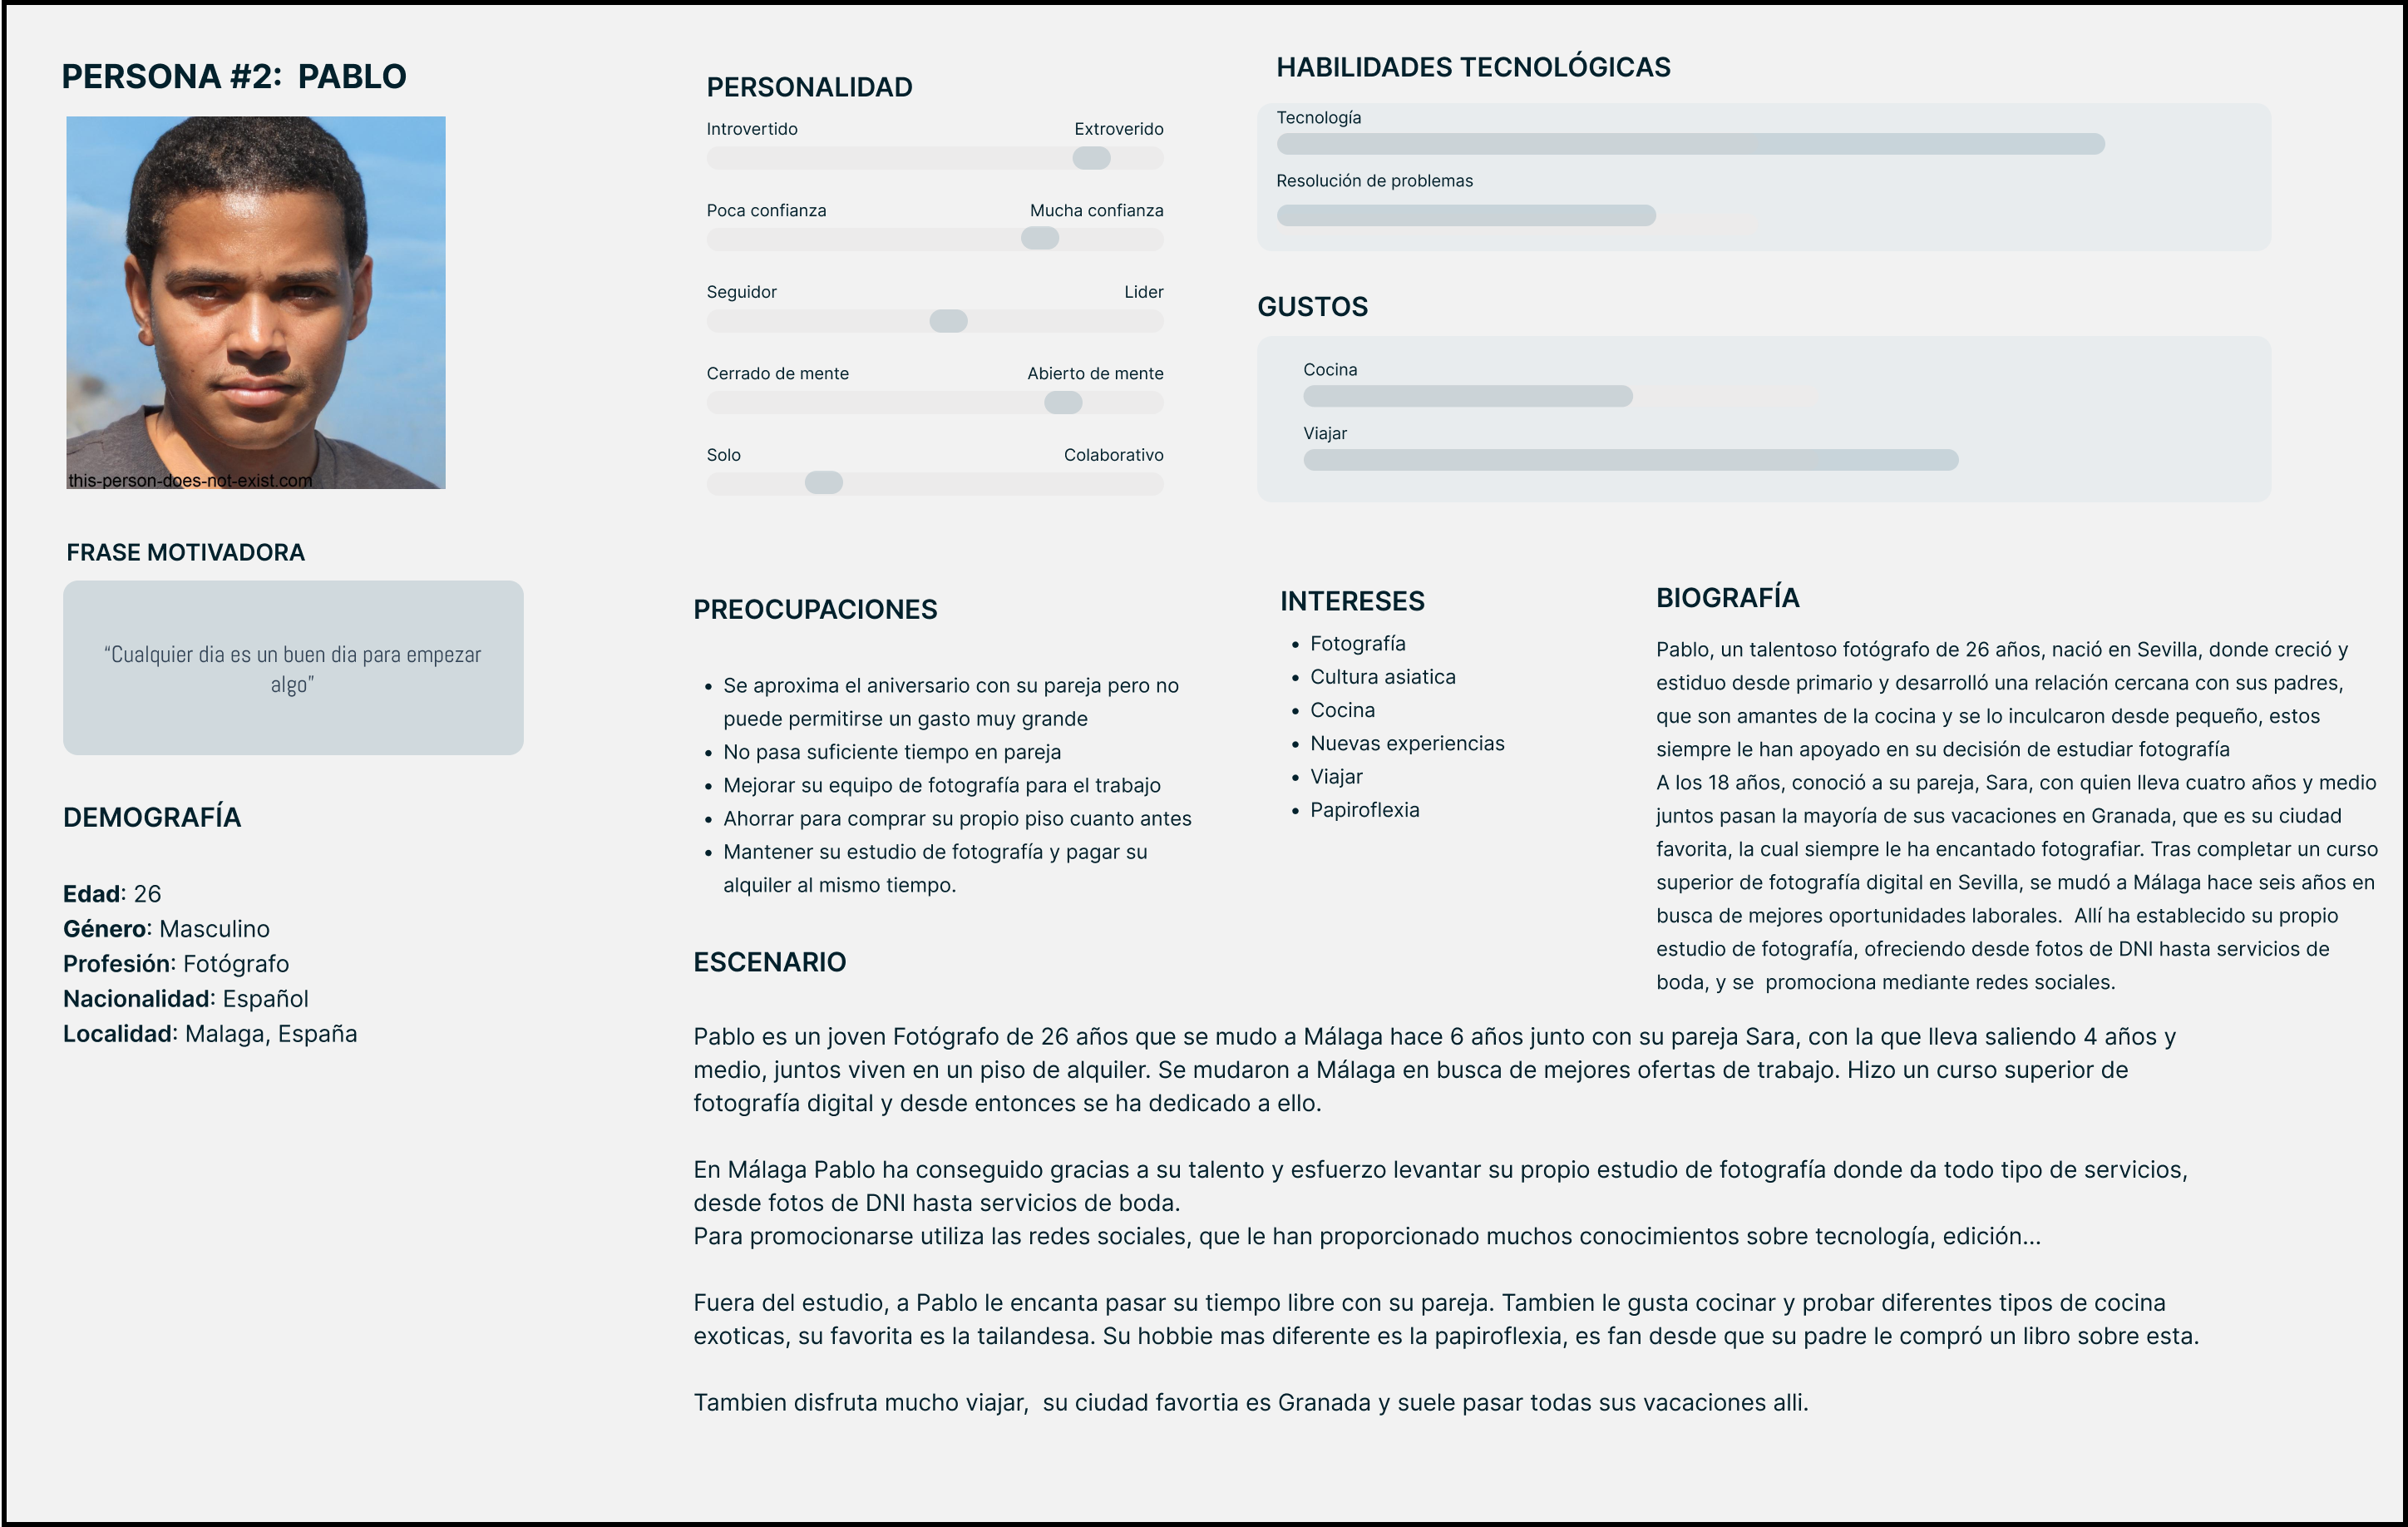 PERSONA #2: PABLO
this-person-does-not-exist.com
FRASE MOTIVADORA
“Cualquier dia es un buen dia para empezar
algo”
DEMOGRAFÍA
Edad: 26
Género: Masculino
Profesión: Fotógrafo
Nacionalidad: Español
Localidad: Malaga, España
PERSONALIDAD
Introvertido Extroverido
Poca confianza Mucha confianza
Seguidor Lider
Cerrado de mente Abierto de mente
Solo Colaborativo
HABILIDADES TECNOLÓGICAS
Tecnología
Resolución de problemas
GUSTOS
Cocina
Viajar
PREOCUPACIONES
• Se aproxima el aniversario con su pareja pero no
puede permitirse un gasto muy grande
• No pasa suficiente tiempo en pareja
• Mejorar su equipo de fotografía para el trabajo
• Ahorrar para comprar su propio piso cuanto antes
• Mantener su estudio de fotografía y pagar su
alquiler al mismo tiempo.
INTERESES
• Fotografía
• Cultura asiatica
• Cocina
• Nuevas experiencias
• Viajar
• Papiroflexia
BIOGRAFÍA
Pablo, un talentoso fotógrafo de 26 años, nació en Sevilla, donde creció y
estiduo desde primario y desarrolló una relación cercana con sus padres,
que son amantes de la cocina y se lo inculcaron desde pequeño, estos
siempre le han apoyado en su decisión de estudiar fotografía
A los 18 años, conoció a su pareja, Sara, con quien lleva cuatro años y medio
juntos pasan la mayoría de sus vacaciones en Granada, que es su ciudad
favorita, la cual siempre le ha encantado fotografiar. Tras completar un curso
superior de fotografía digital en Sevilla, se mudó a Málaga hace seis años en
busca de mejores oportunidades laborales. Allí ha establecido su propio
estudio de fotografía, ofreciendo desde fotos de DNI hasta servicios de
boda, y se promociona mediante redes sociales.
ESCENARIO
Pablo es un joven Fotógrafo de 26 años que se mudo a Málaga hace 6 años junto con su pareja Sara, con la que lleva saliendo 4 años y
medio, juntos viven en un piso de alquiler. Se mudaron a Málaga en busca de mejores ofertas de trabajo. Hizo un curso superior de
fotografía digital y desde entonces se ha dedicado a ello.
En Málaga Pablo ha conseguido gracias a su talento y esfuerzo levantar su propio estudio de fotografía donde da todo tipo de servicios,
desde fotos de DNI hasta servicios de boda.
Para promocionarse utiliza las redes sociales, que le han proporcionado muchos conocimientos sobre tecnología, edición...
Fuera del estudio, a Pablo le encanta pasar su tiempo libre con su pareja. Tambien le gusta cocinar y probar diferentes tipos de cocina
exoticas, su favorita es la tailandesa. Su hobbie mas diferente es la papiroflexia, es fan desde que su padre le compró un libro sobre esta.
Tambien disfruta mucho viajar, su ciudad favortia es Granada y suele pasar todas sus vacaciones alli.